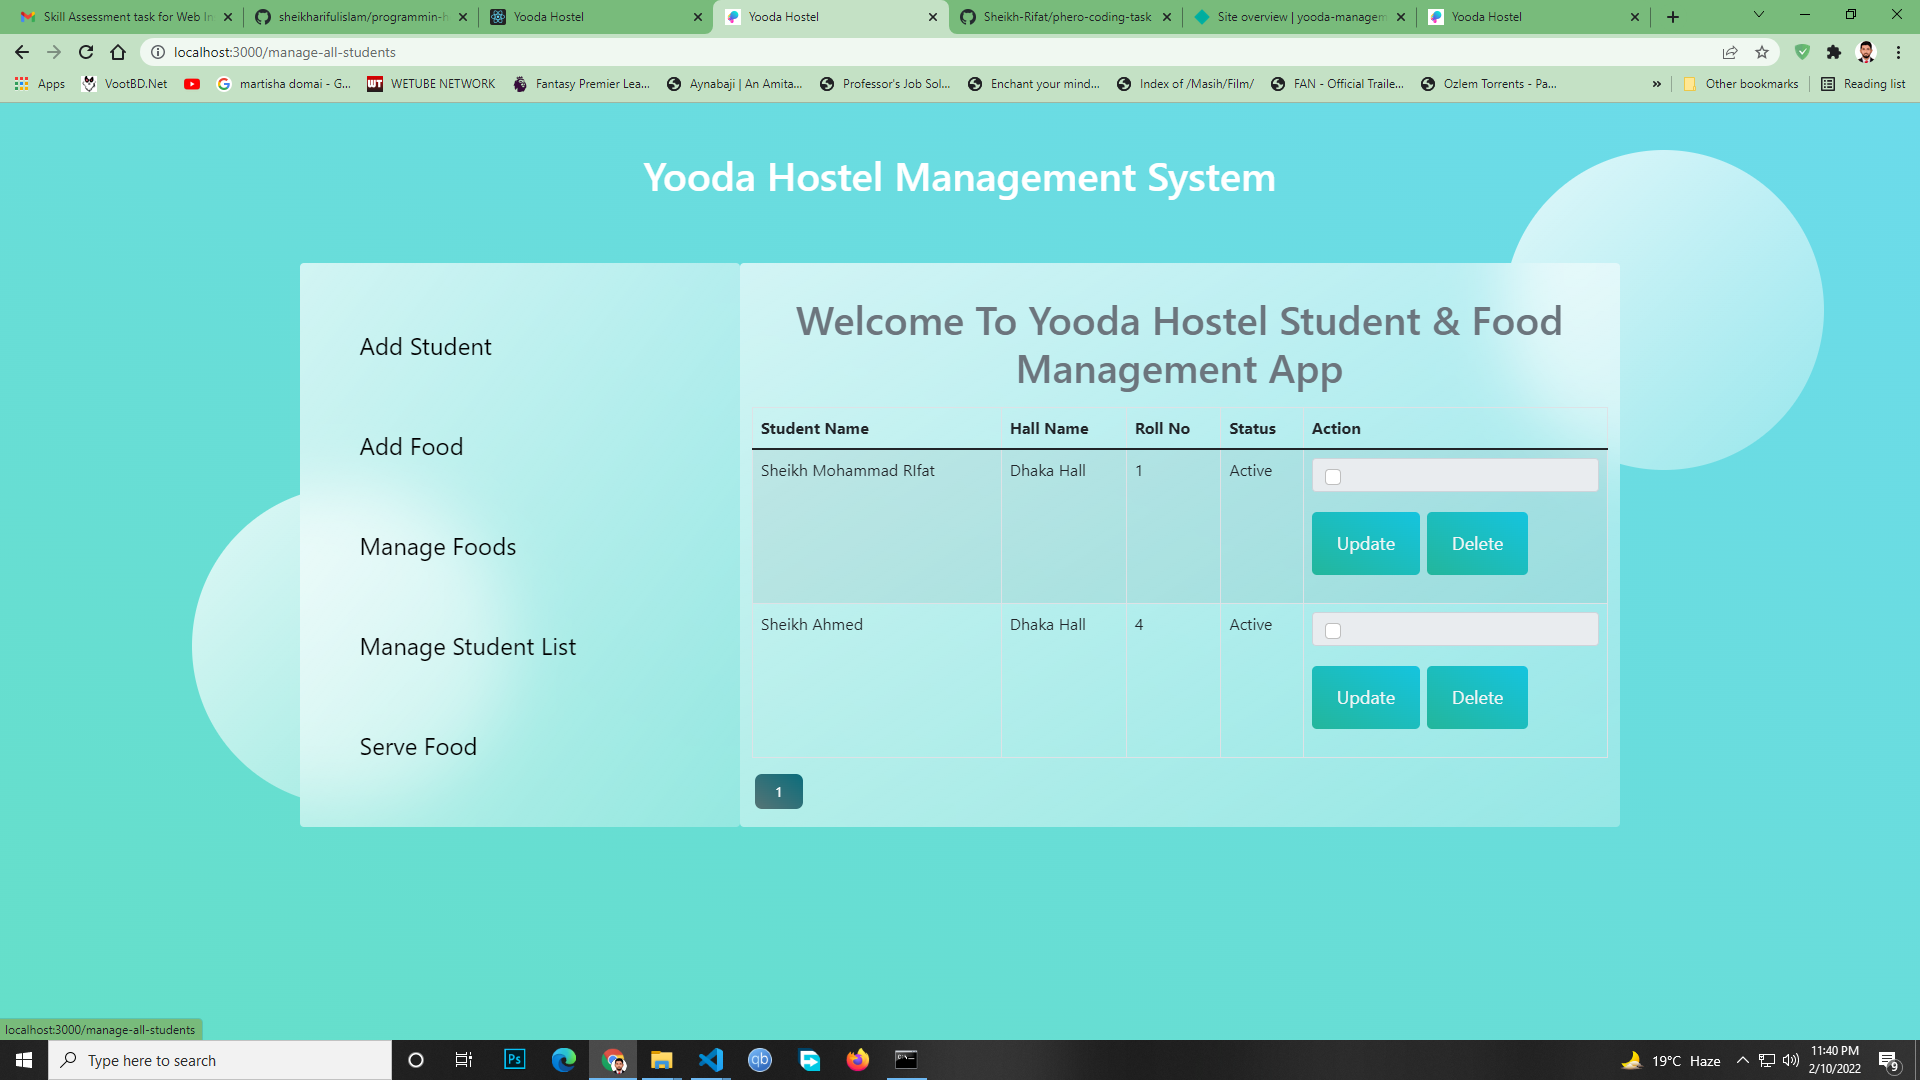 Skill Assessment task for Web In
sheikharifulislam/programmin-h
Yooda Hostel
Yooda Hostel
Sheikh-Rifat/phero-coding-task
Site overview | yooda-managem
Yooda Hostel
localhost:3000/manage-all-students
Apps
VootBD.Net
martisha domai - G...
WT
WETUBE NETWORK
Fantasy Premier Lea...
Aynabaji | An Amita...
Professor's Job Sol...
Enchant your mind...
Index of /Masih/Film/
FAN - Official Traile...
Ozlem Torrents - Pa...
»
Other bookmarks
Reading list
Yooda Hostel Management System
Add Student
Add Food
Manage Foods
Manage Student List
Serve Food
Welcome To Yooda Hostel Student & Food
Management App
Student Name Hall Name Roll No Status Action
Sheikh Mohammad RIfat Dhaka Hall 1 Active
Update Delete
Sheikh Ahmed Dhaka Hall 4 Active
Update Delete
1
localhost:3000/manage-all-students
Type here to search
Ps
qb
19°C Haze
11:40 PM
2/10/2022
9